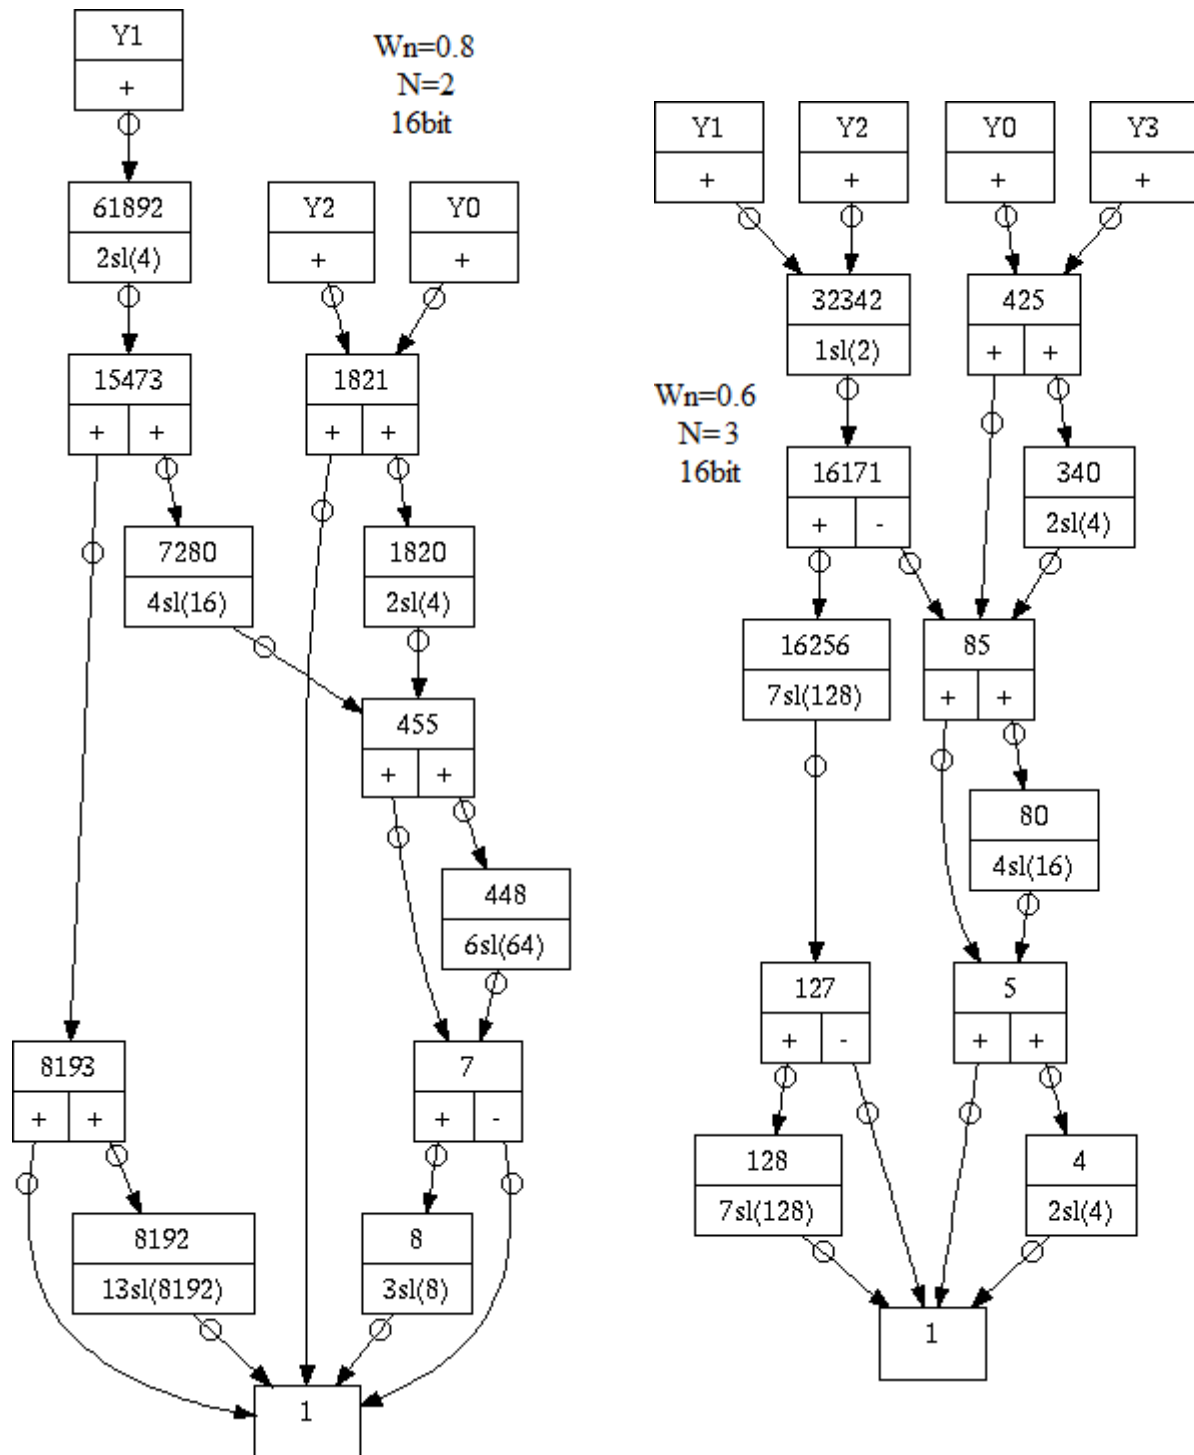 Y1
+
Wn=0.8
N=2
16bit
61892
2sl(4)
Y2
+
Y0
+
15473
+ +
1821
+ +
7280
4sl(16)
1820
2sl(4)
455
+ +
448
6sl(64)
8193
+ +
7
+ -
8192
13sl(8192)
8
3sl(8)
1
Y1
+
Y2
+
Y0
+
Y3
+
32342
1sl(2)
425
+ +
Wn=0.6
N=3
16bit
16171
+ -
340
2sl(4)
16256
7sl(128)
85
+ +
80
4sl(16)
127
+ -
5
+ +
128
7sl(128)
4
2sl(4)
1